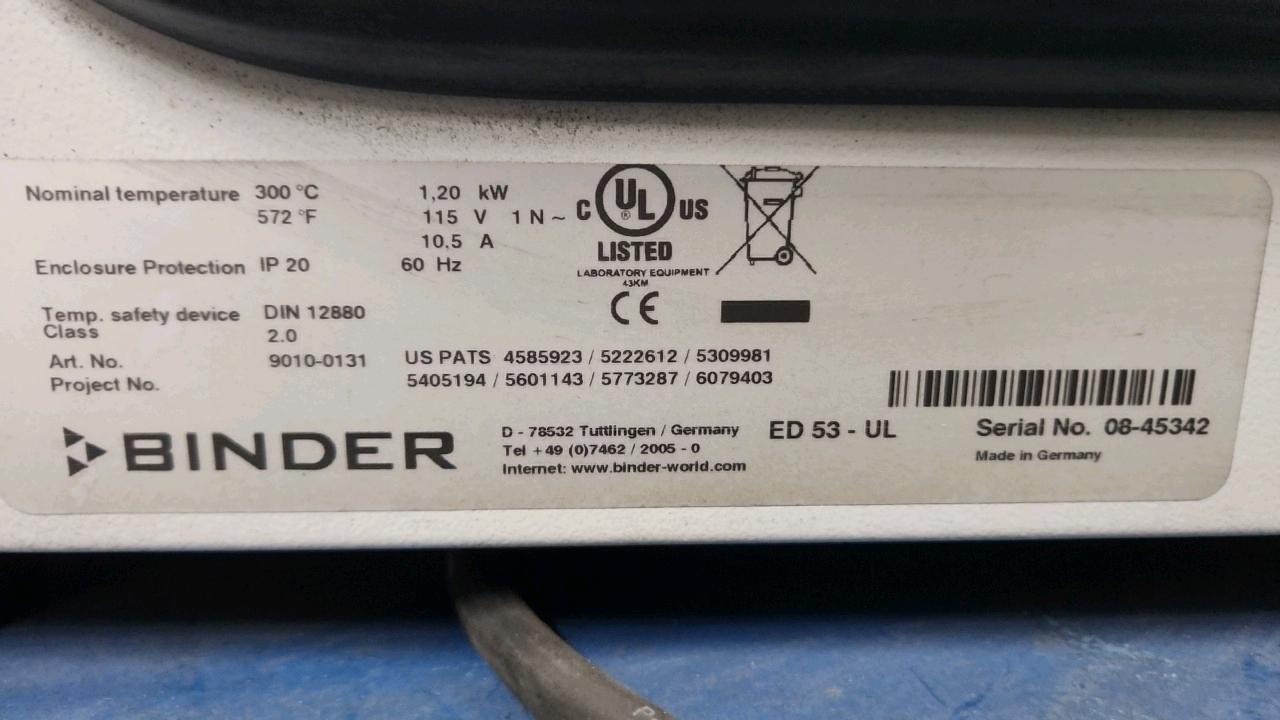 Nominal temperature 300 °C 1,20 kW
572 °F 115 V 1 N ~
10,5 A
Enclosure Protection IP 20 60 Hz
C UL ® US
LISTED
LABORATORY EQUIPMENT
43KM
CE
Temp. safety device DIN 12880
Class 2.0
Art. No. 9010-0131
Project No.
US PATS 4585923 / 5222612 / 5309981
5405194 / 5601143 / 5773287 / 6079403
BINDER
D - 78532 Tuttlingen / Germany
Tel +49 (0)7462 / 2005 - 0
Internet: www.binder-world.com
ED 53 - UL
Serial No. 08-45342
Made in Germany